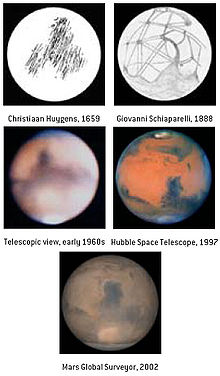 Christiaan Huygens, 1659
Giovanni Schiaparelli, 1888
Telescopic view, early 1960s
Hubble Space Telescope, 1997
Mars Global Surveyor, 2002